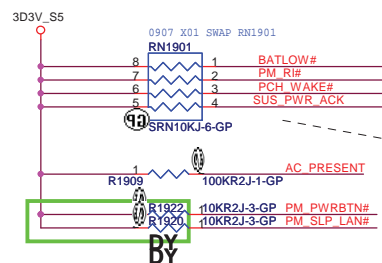 3D3V_S5
0907 X01 SWAP RN1901
RN1901
8 1 BATLOW#
7 2 PM_RI#
6 3 PCH_WAKE#
5 4 SUS_PWR_ACK
SRN10KJ-6-GP
1 AC_PRESENT
R1909 100KR2J-1-GP
1 R1922 10KR2J-3-GP PM_PWRBTN#
1 R1920 10KR2J-3-GP PM_SLP_LAN#
DY
DY